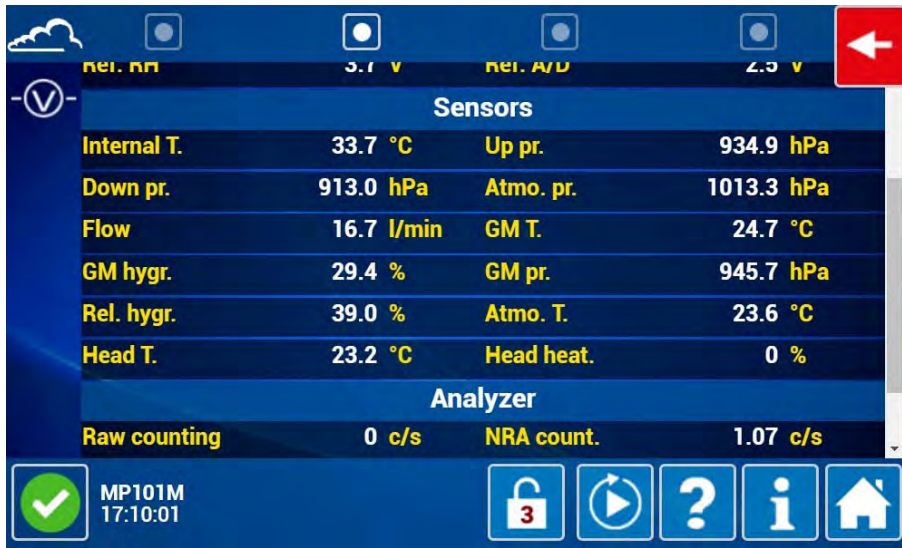 Ref. RH 3.7 V Ref. A/D 2.5 V
-V- Sensors
Internal T. 33.7 °C Up pr. 934.9 hPa
Down pr. 913.0 hPa Atmo. pr. 1013.3 hPa
Flow 16.7 l/min GM T. 24.7 °C
GM hygr. 29.4 % GM pr. 945.7 hPa
Rel. hygr. 39.0 % Atmo. T. 23.6 °C
Head T. 23.2 °C Head heat. 0 %
Analyzer
Raw counting 0 c/s NRA count. 1.07 c/s
MP101M
17:10:01
3 ? i